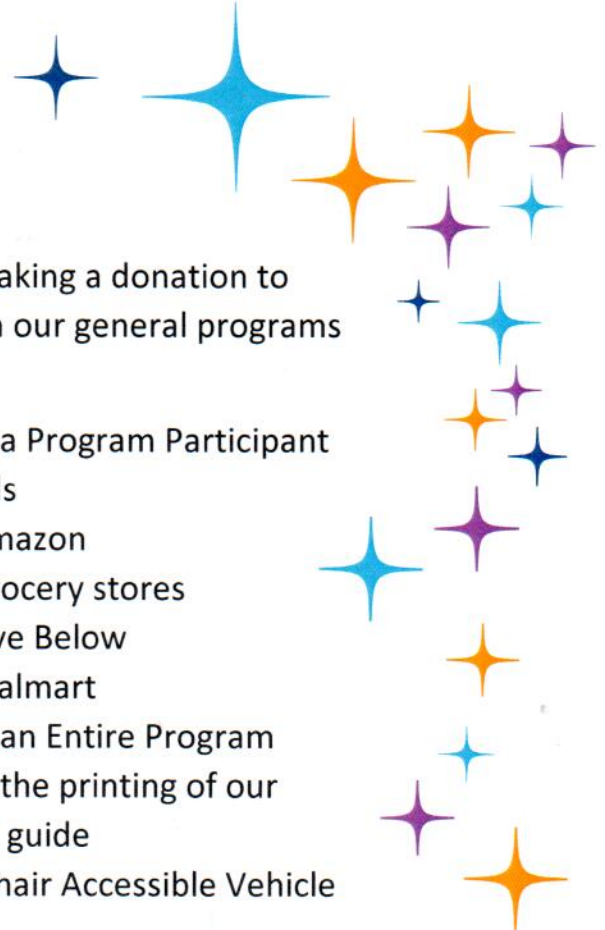 aking a donation to
our general programs
a Program Participant
ls
mazon
ocery stores
ve Below
almart
an Entire Program
the printing of our
guide
hair Accessible Vehicle